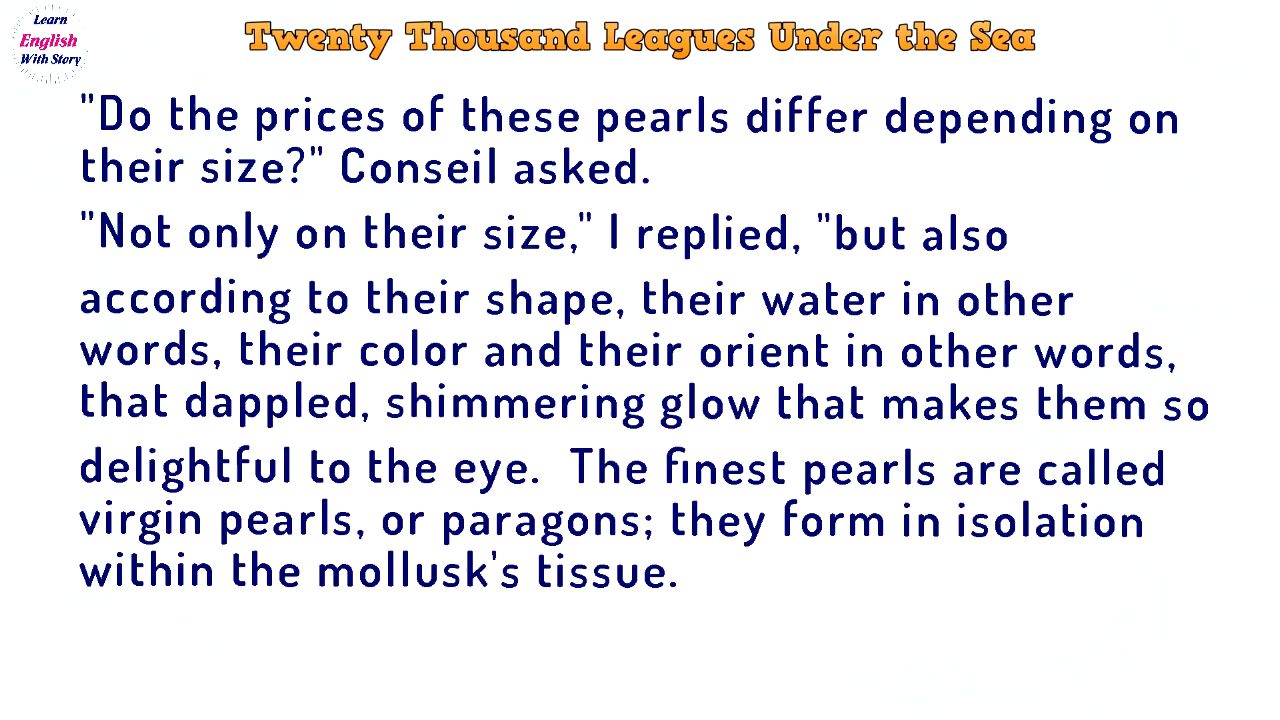 Learn
English
With Story
Twenty Thousand Leagues Under the Sea
"Do the prices of these pearls differ depending on
their size?" Conseil asked.
"Not only on their size," I replied, "but also
according to their shape, their water in other
words, their color and their orient in other words,
that dappled, shimmering glow that makes them so
delightful to the eye.  The finest pearls are called
virgin pearls, or paragons; they form in isolation
within the mollusk's tissue.